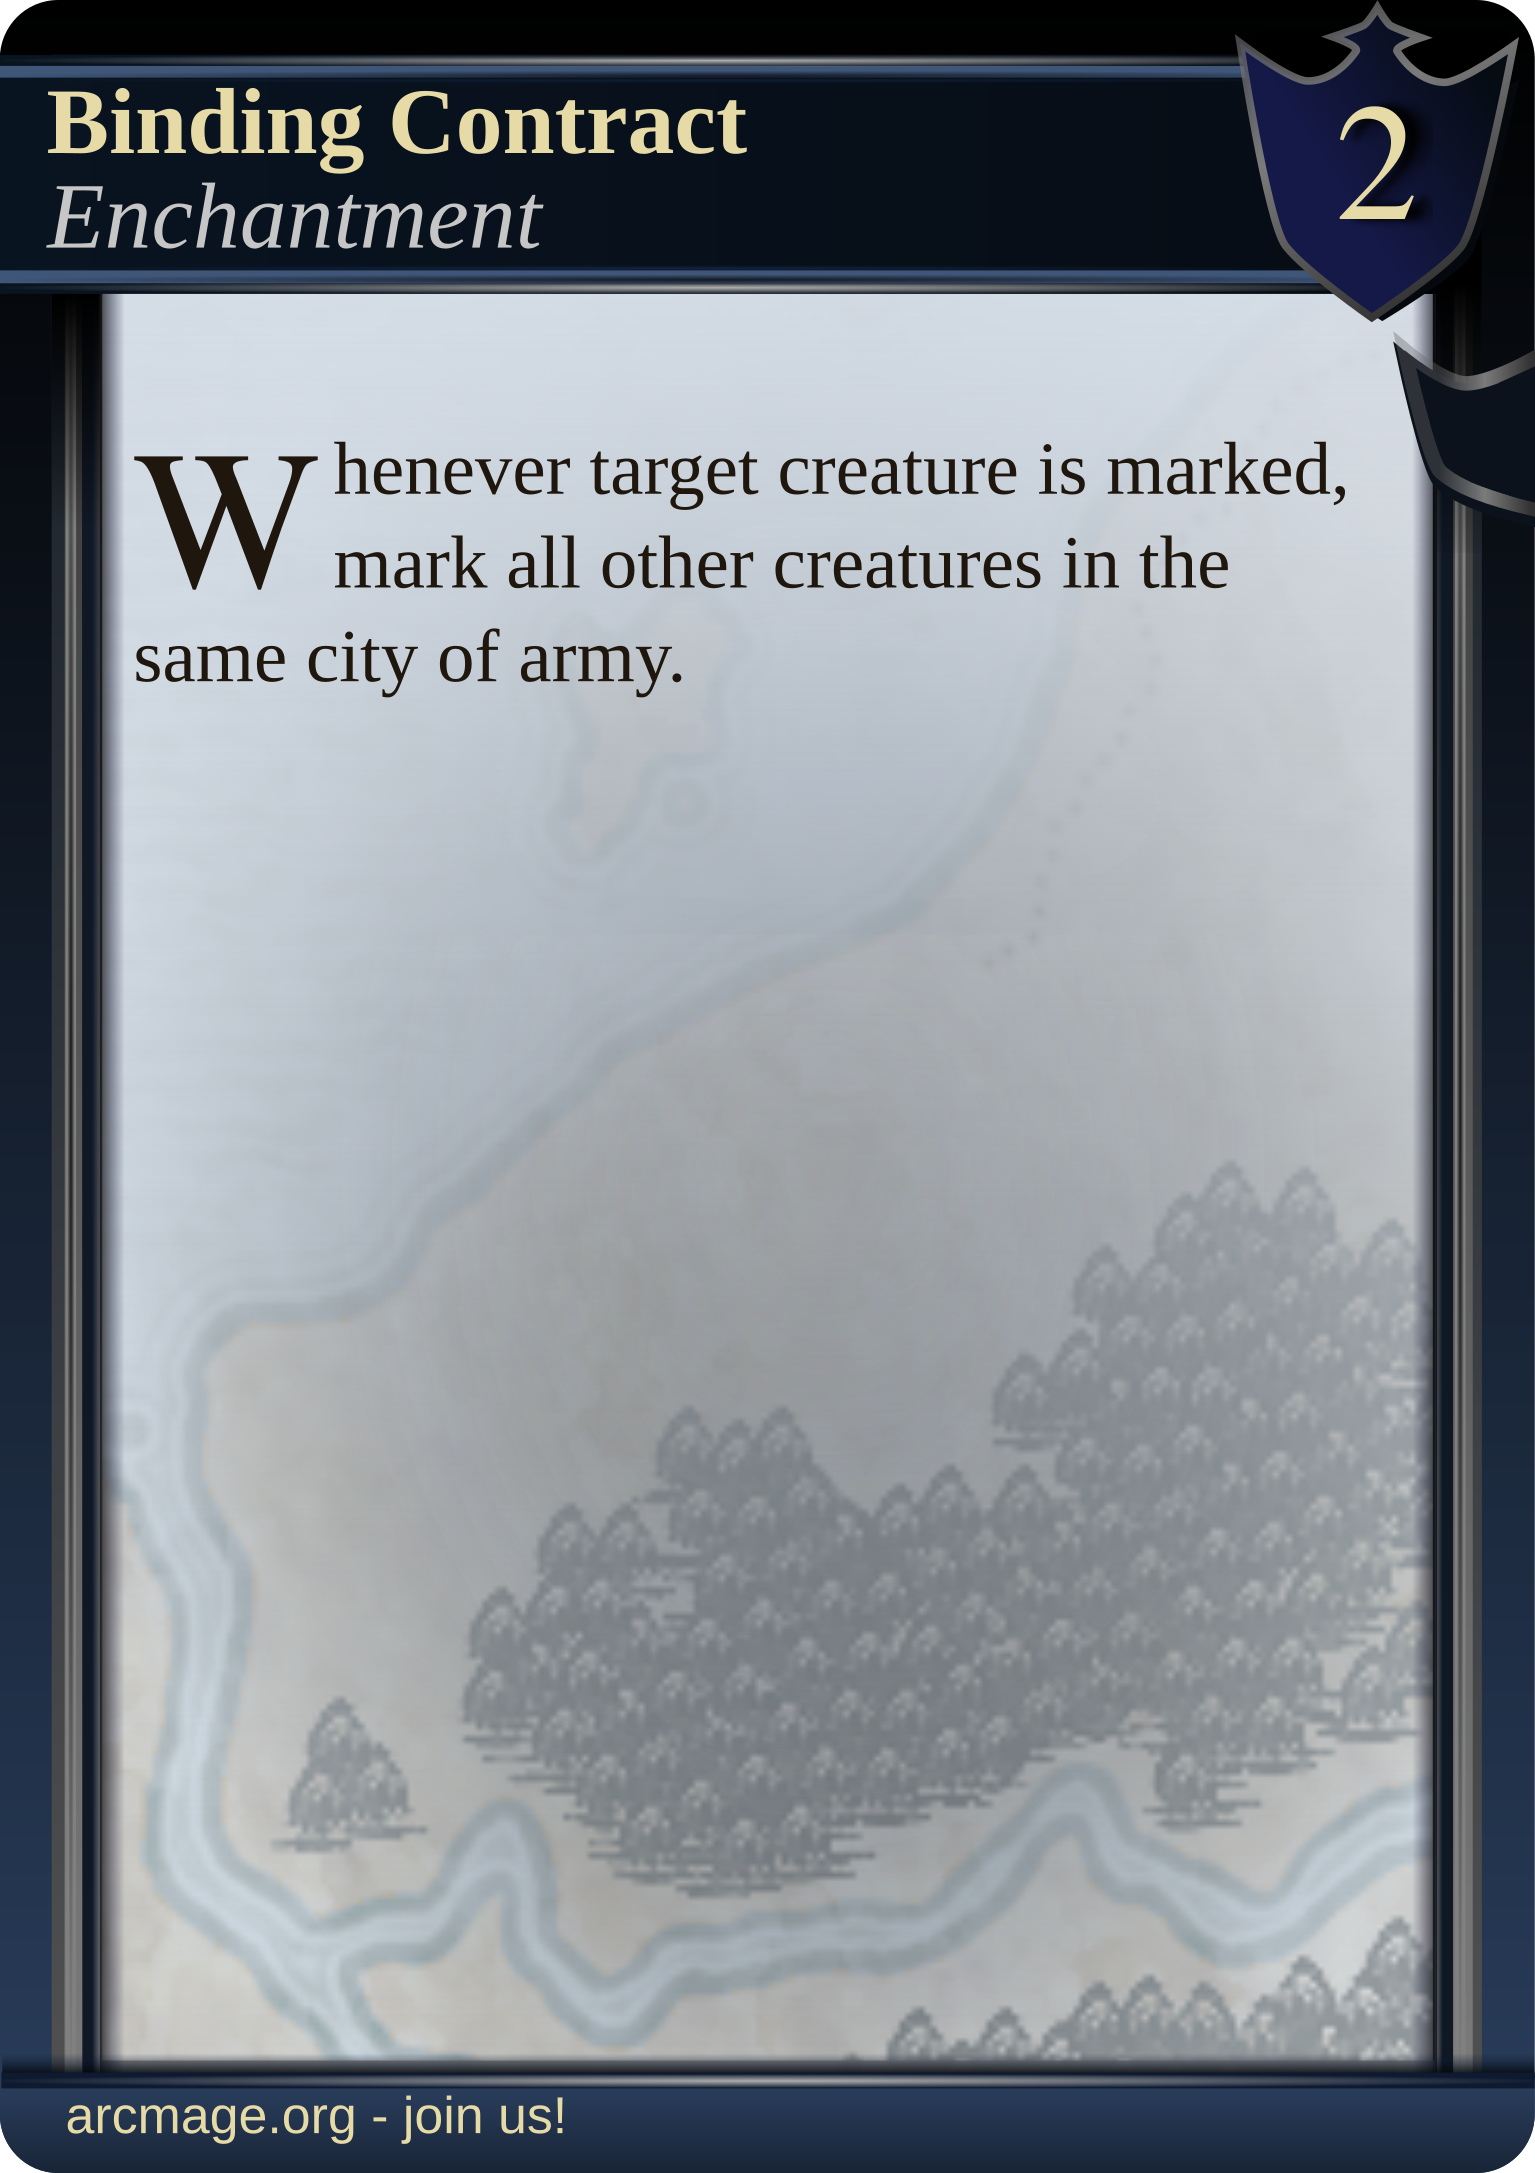 Binding Contract
Enchantment
2
Whenever target creature is marked,
mark all other creatures in the
same city of army.
arcmage.org - join us!